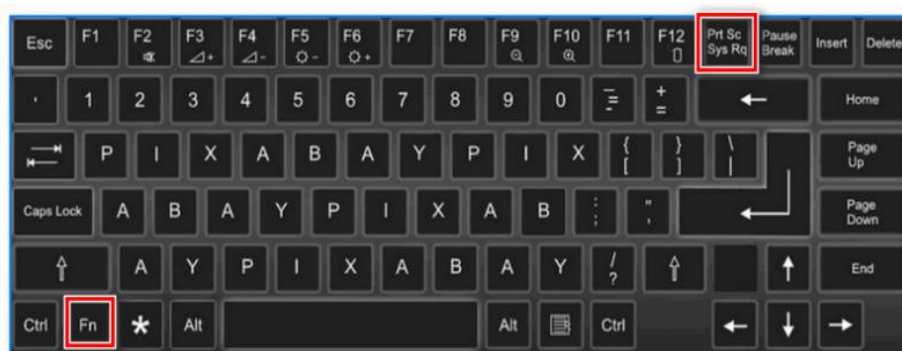 Esc F1 F2 F3 F4 F5 F6 F7 F8 F9 F10 F11 F12 Prt Sc Sys Rq Pause Break Insert Delete
' 1 2 3 4 5 6 7 8 9 0 - = + = Home
P I X A B A Y P I X { [ } ] \ | Page Up
Caps Lock A B A Y P I X A B : ; " , Page Down
A Y P I X A B A Y / ? End
Ctrl Fn * Alt Alt Ctrl